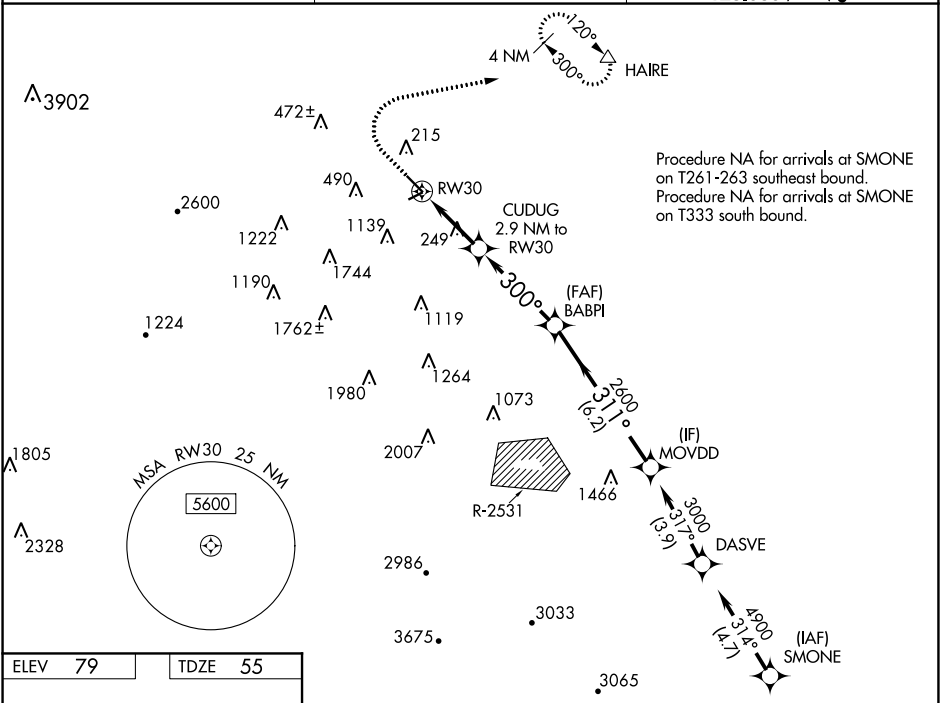 120°
4 NM
300°
HAIRE
3902
472±
215
Procedure NA for arrivals at SMONE
on T261-263 southeast bound.
Procedure NA for arrivals at SMONE
on T333 south bound.
490
RW30
2600
CUDUG
2.9 NM to
RW30
1222
1139
249
1744
1190
300°
(FAF)
BABPI
1762±
1119
1224
1264
1980
2600
311°
(6.2)
1073
(IF)
MOVDD
2007
1805
MSA RW30 25 NM
5600
1466
R-2531
3000
317°
(3.9)
2328
DASVE
2986
4900
314°
(4.7)
3033
(IAF)
SMONE
3675
3065
ELEV 79
TDZE 55